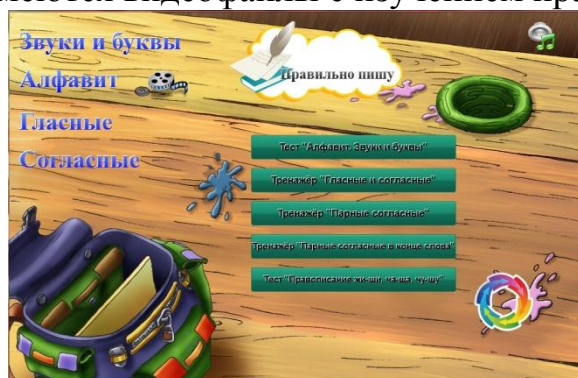 Звуки и буквы
Алфавит
Гласные
Согласные
Правильно пишу
Тест "Алфавит. Звуки и буквы"
Тренажёр "Гласные и согласные"
Тренажёр "Парные согласные"
Тренажёр "Парные согласные в конце слова"
Тест "Правописание жи-ши, ча-ща, чу-щу"